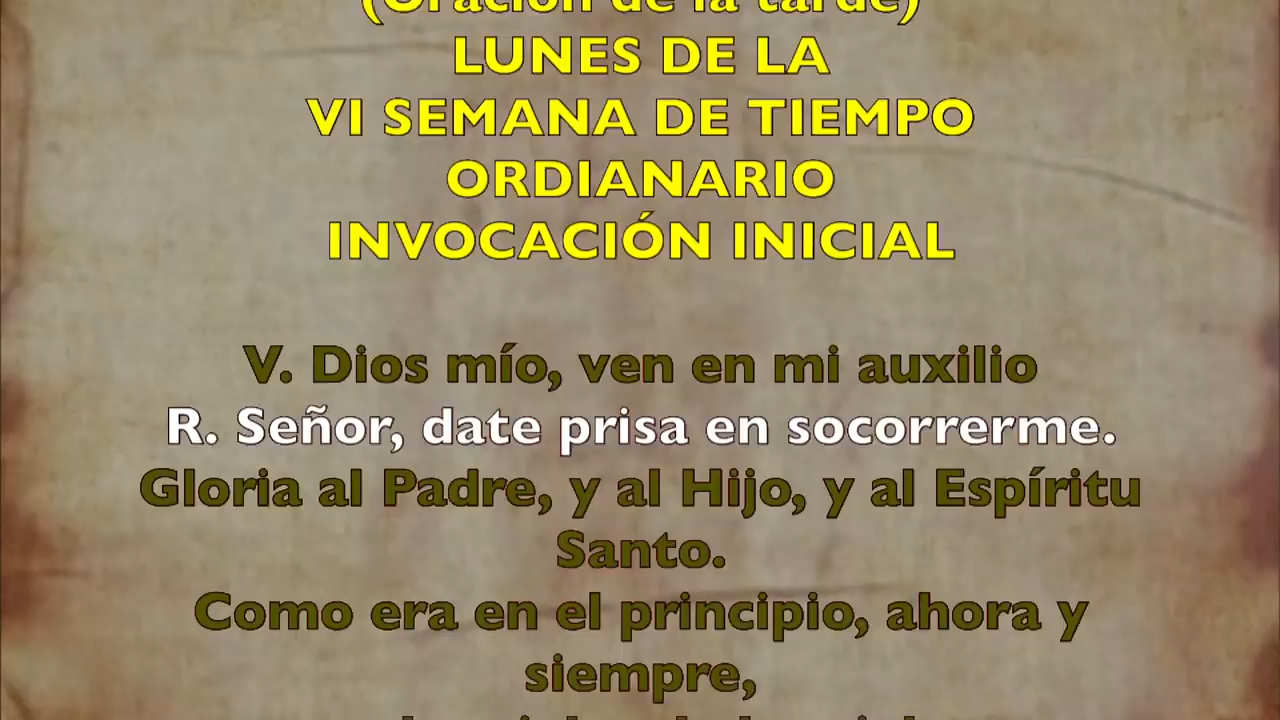 (Oración de la tarde)
LUNES DE LA
VI SEMANA DE TIEMPO
ORDIANARIO
INVOCACIÓN INICIAL
V. Dios mío, ven en mi auxilio
R. Señor, date prisa en socorrerme.
Gloria al Padre, y al Hijo, y al Espíritu
Santo.
Como era en el principio, ahora y
siempre,